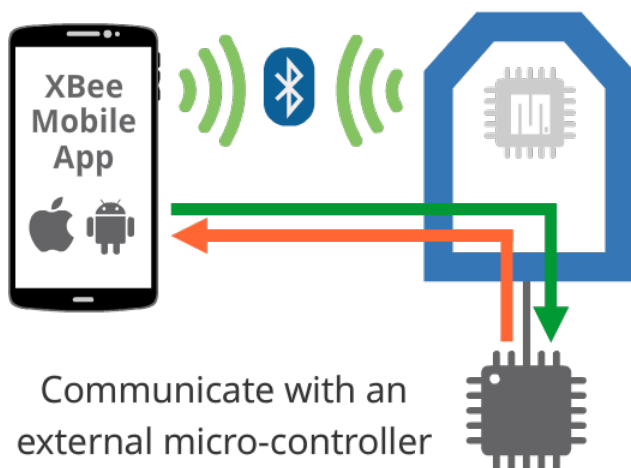 XBee
Mobile
App
Communicate with an
external micro-controller